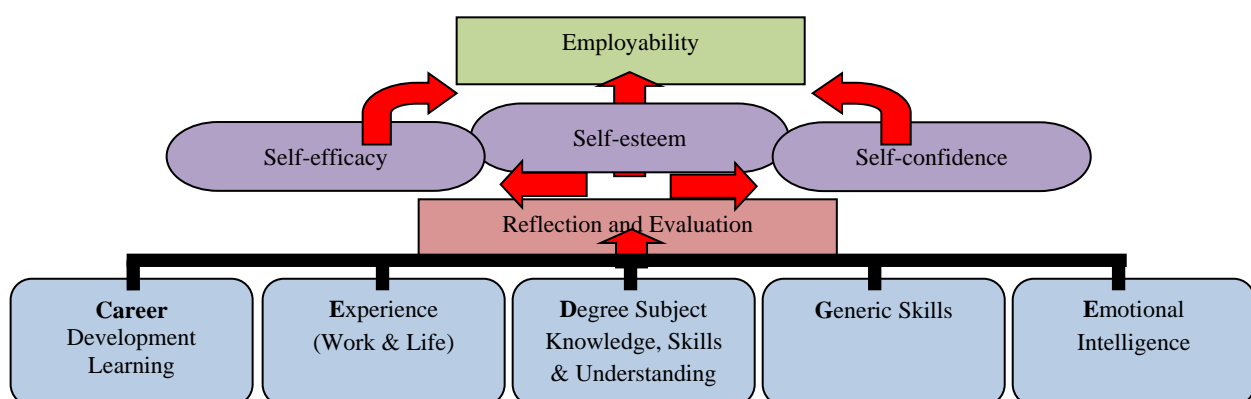 Employability
Self-efficacy
Self-esteem
Self-confidence
Reflection and Evaluation
Career
Development
Learning
Experience
(Work & Life)
Degree Subject
Knowledge, Skills
& Understanding
Generic Skills
Emotional
Intelligence